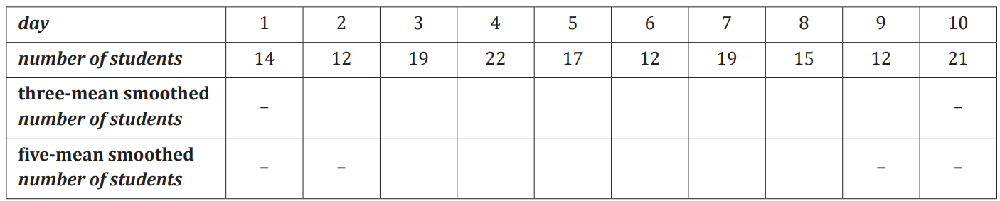 day 1 2 3 4 5 6 7 8 9 10
number of students 14 12 19 22 17 12 19 15 12 21
three-mean smoothed
number of students – –
five-mean smoothed
number of students – – – –